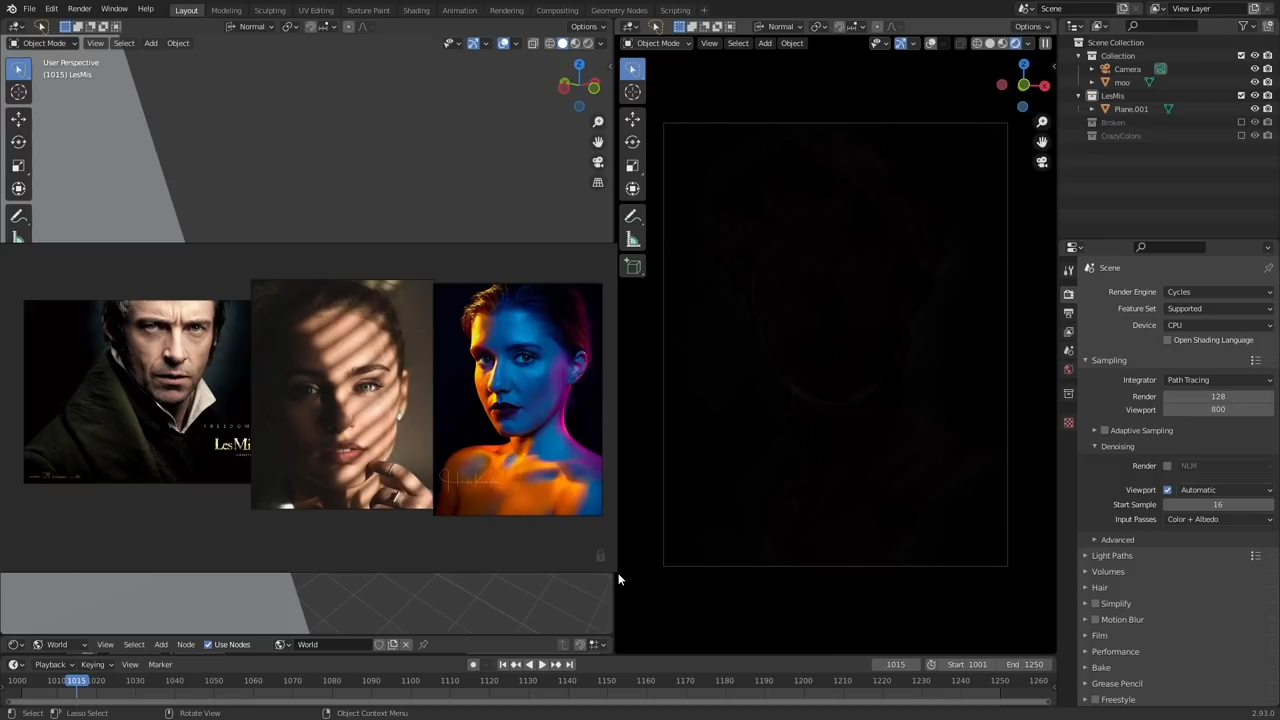 File Edit Render Window Help Layout Modeling Sculpting UV Editing Texture Paint Shading Animation Rendering Compositing Geometry Nodes Scripting Scene View Layer
Normal Options Normal Options
Object Mode View Select Add Object Object Mode View Select Add Object
User Perspective
(1015) LesMis
Scene Collection
Collection
Camera
moo
LesMis
Plane.001
Broken
CrazyColors
Scene
Render Engine Cycles
Feature Set Supported
Device CPU
Open Shading Language
Sampling
Integrator Path Tracing
Render 128
Viewport 800
Adaptive Sampling
Denoising
Render NLM
Viewport Automatic
Start Sample 16
Input Passes Color + Albedo
Advanced
Light Paths
Volumes
Hair
Simplify
Motion Blur
Film
Performance
Bake
Grease Pencil
Freestyle
LesMi
World View Select Add Node Use Nodes World
Playback Keying View Marker 1015 Start 1001 End 1250
1000 1010 1015 1020 1030 1040 1050 1060 1070 1080 1090 1100 1110 1120 1130 1140 1150 1160 1170 1180 1190 1200 1210 1220 1230 1240 1250 1260
Select Lasso Select Rotate View Object Context Menu 2.93.0